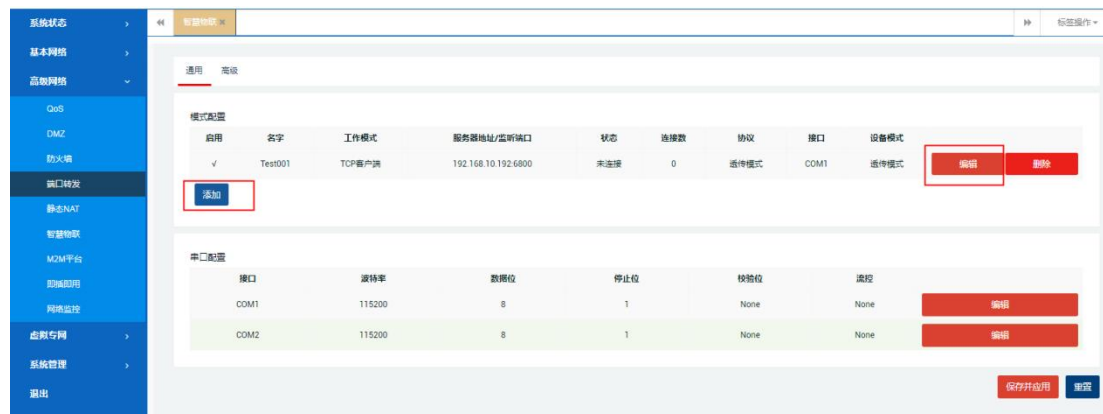 系统状态
智慧物联
标签操作
基本网络
高级网络
通用 高级
QoS
DMZ
防火墙
端口转发
静态NAT
智慧物联
M2M平台
即插即用
网络监控
虚拟专网
系统管理
退出
模式配置
启用 名字 工作模式 服务器地址/监听端口 状态 连接数 协议 接口 设备模式
√ Test001 TCP客户端 192.168.10.192:6800 未连接 0 透传模式 COM1 透传模式 编辑 删除
添加
串口配置
接口 波特率 数据位 停止位 校验位 流控
COM1 115200 8 1 None None 编辑
COM2 115200 8 1 None None 编辑
保存并应用 重置